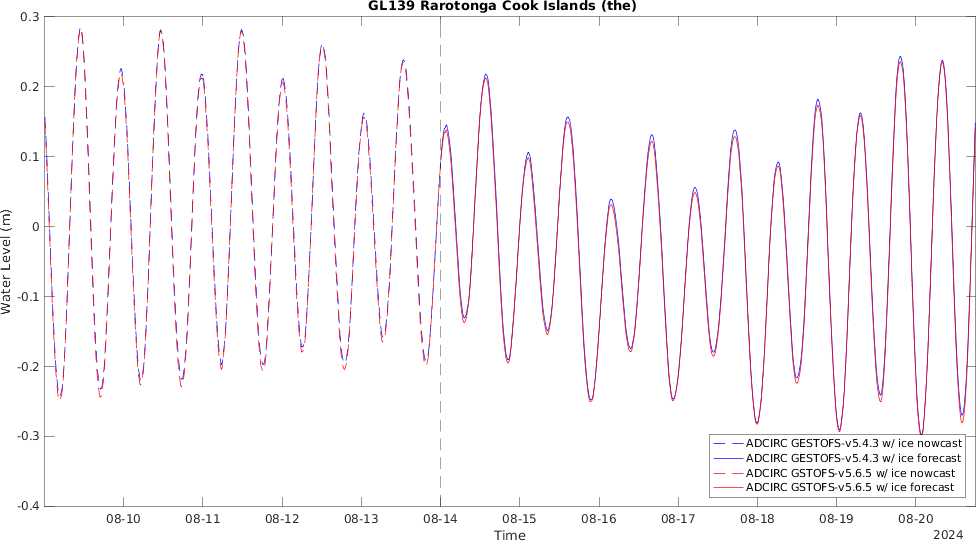 GL139 Rarotonga Cook Islands (the)
0.3
0.2
0.1
0
-0.1
-0.2
-0.3
-0.4
Water Level (m)
ADCIRC GESTOFS-v5.4.3 w/ ice nowcast
ADCIRC GESTOFS-v5.4.3 w/ ice forecast
ADCIRC GSTOFS-v5.6.5 w/ ice nowcast
ADCIRC GSTOFS-v5.6.5 w/ ice forecast
08-10 08-11 08-12 08-13 08-14 08-15 08-16 08-17 08-18 08-19 08-20
Time
2024